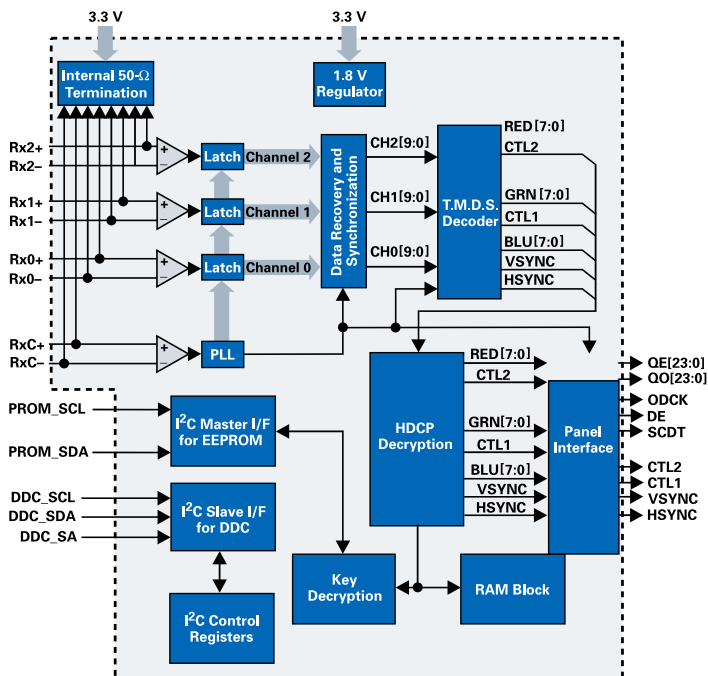 3.3 V
3.3 V
Internal 50-Ω
Termination
1.8 V
Regulator
Rx2+
Rx2–
+
–
Latch
Channel 2
Rx1+
Rx1–
+
–
Latch
Channel 1
Rx0+
Rx0–
+
–
Latch
Channel 0
RxC+
RxC–
+
–
PLL
Data Recovery and
Synchronization
CH2[9:0]
CH1[9:0]
CH0[9:0]
T.M.D.S.
Decoder
RED[7:0]
CTL2
GRN[7:0]
CTL1
BLU[7:0]
VSYNC
HSYNC
HDCP
Decryption
RED[7:0]
CTL2
GRN[7:0]
CTL1
BLU[7:0]
VSYNC
HSYNC
Panel
Interface
QE[23:0]
QO[23:0]
ODCK
DE
SCDT
CTL2
CTL1
VSYNC
HSYNC
PROM_SCL
PROM_SDA
I²C Master I/F
for EEPROM
DDC_SCL
DDC_SDA
DDC_SA
I²C Slave I/F
for DDC
I²C Control
Registers
Key
Decryption
RAM Block